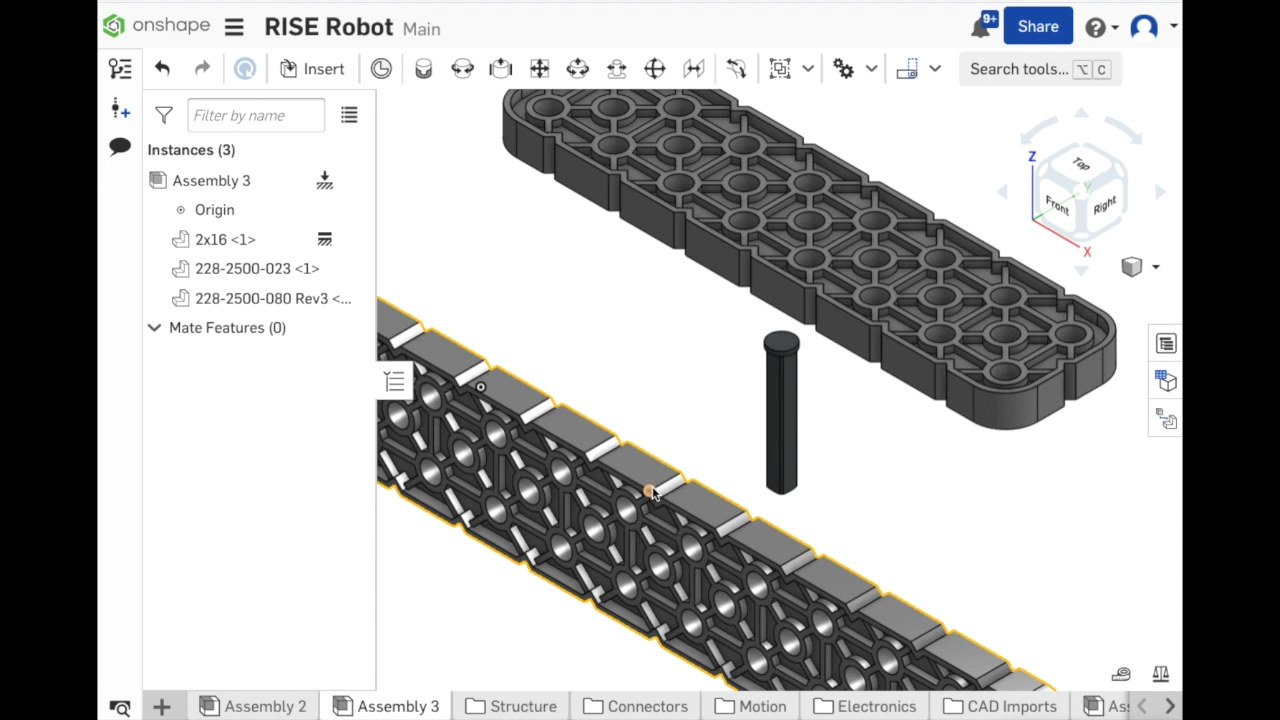 onshape
RISE Robot Main
9+
Share
Insert
Search tools... ⌥ C
Filter by name
Instances (3)
Assembly 3
Origin
2x16 <1>
228-2500-023 <1>
228-2500-080 Rev3 <...
Mate Features (0)
Z
Top
Y
Front
Right
X
Assembly 2
Assembly 3
Structure
Connectors
Motion
Electronics
CAD Imports
As